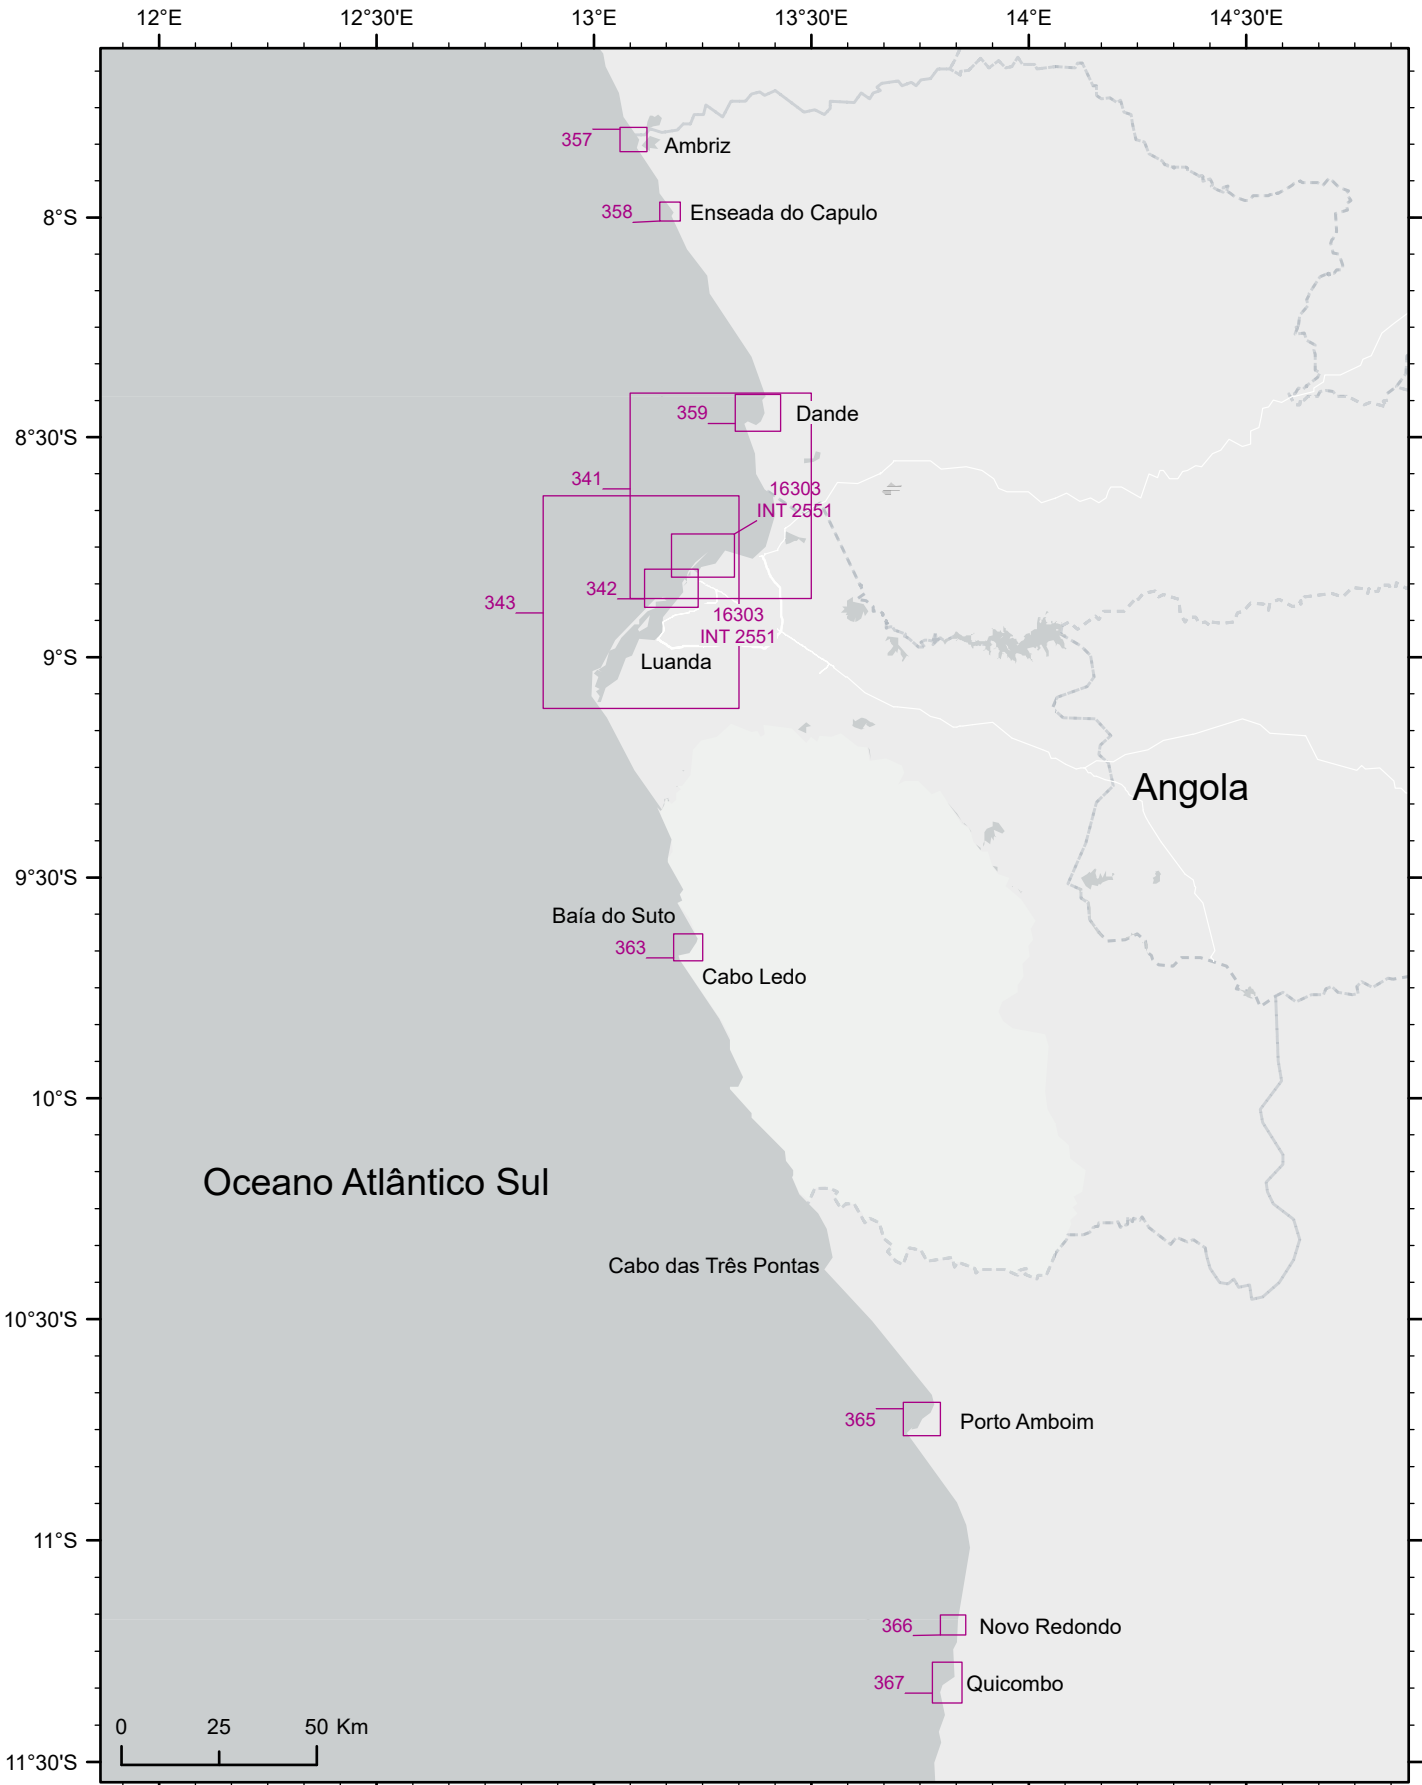 12°E
12°30'E
13°E
13°30'E
14°E
14°30'E
357
Ambriz
8°S
358
Enseada do Capulo
359
Dande
8°30'S
341
16303
INT 2551
342
343
16303
INT 2551
9°S
Luanda
Angola
9°30'S
Baía do Suto
363
Cabo Ledo
10°S
Oceano Atlântico Sul
Cabo das Três Pontas
10°30'S
365
Porto Amboim
11°S
366
Novo Redondo
367
Quicombo
0
25
50 Km
11°30'S